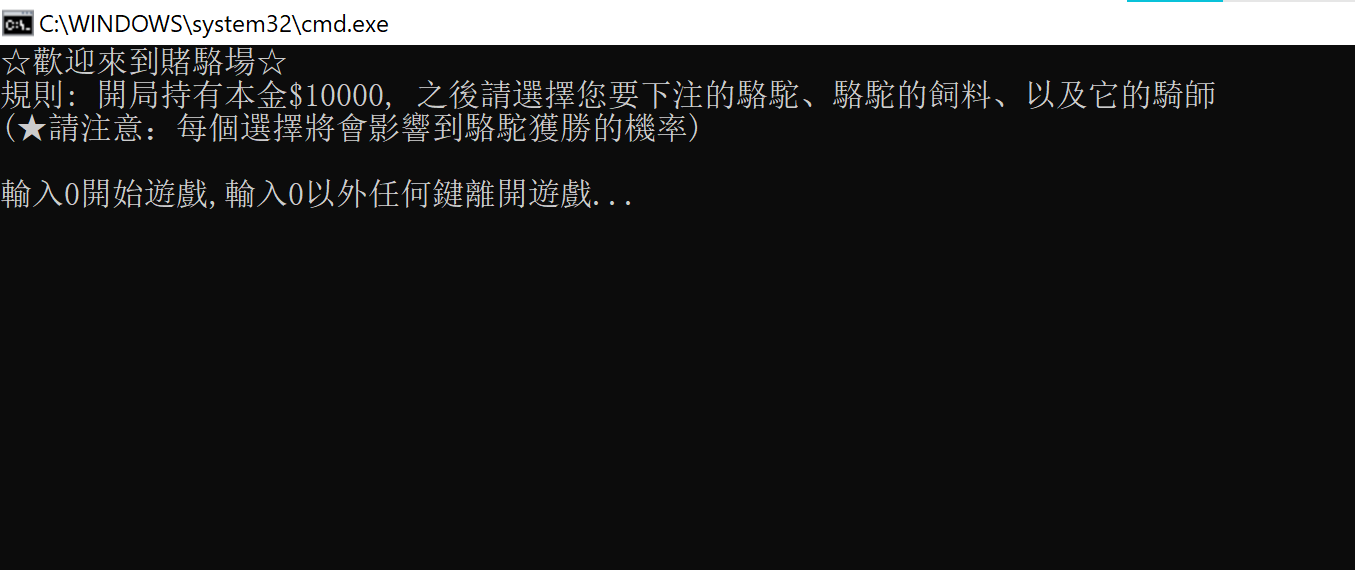 C:\WINDOWS\system32\cmd.exe
☆歡迎來到賭駱場☆
規則: 開局持有本金$10000, 之後請選擇您要下注的駱駝、駱駝的飼料、以及它的騎師
(★請注意: 每個選擇將會影響到駱駝獲勝的機率)
輸入0開始遊戲,輸入0以外任何鍵離開遊戲...